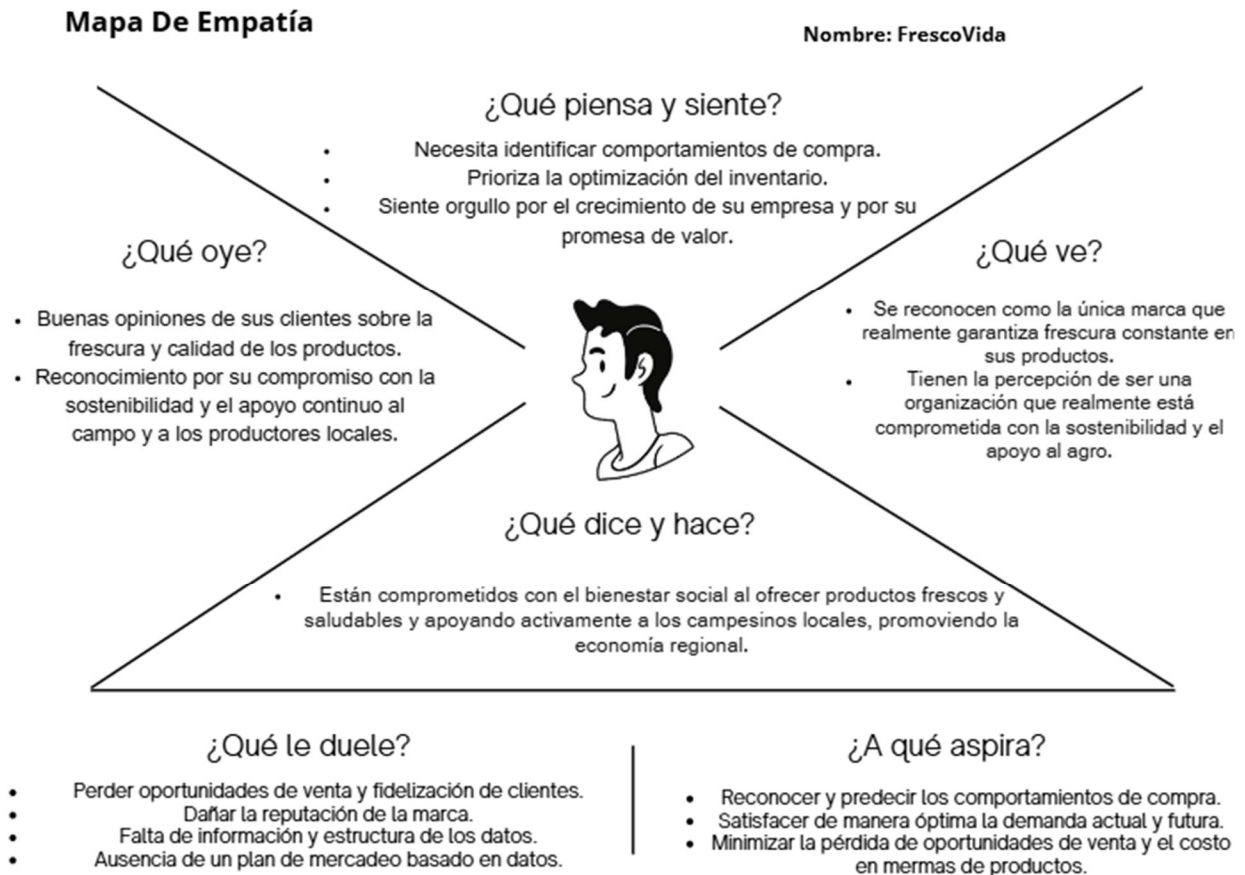 Mapa De Empatía
Nombre: FrescoVida
¿Qué piensa y siente?
• Necesita identificar comportamientos de compra.
• Prioriza la optimización del inventario.
• Siente orgullo por el crecimiento de su empresa y por su
promesa de valor.
¿Qué oye?
• Buenas opiniones de sus clientes sobre la
frescura y calidad de los productos.
• Reconocimiento por su compromiso con la
sostenibilidad y el apoyo continuo al
campo y a los productores locales.
¿Qué ve?
• Se reconocen como la única marca que
realmente garantiza frescura constante en
sus productos.
• Tienen la percepción de ser una
organización que realmente está
comprometida con la sostenibilidad y el
apoyo al agro.
¿Qué dice y hace?
• Están comprometidos con el bienestar social al ofrecer productos frescos y
saludables y apoyando activamente a los campesinos locales, promoviendo la
economía regional.
¿Qué le duele?
• Perder oportunidades de venta y fidelización de clientes.
• Dañar la reputación de la marca.
• Falta de información y estructura de los datos.
• Ausencia de un plan de mercadeo basado en datos.
¿A qué aspira?
• Reconocer y predecir los comportamientos de compra.
• Satisfacer de manera óptima la demanda actual y futura.
• Minimizar la pérdida de oportunidades de venta y el costo
en mermas de productos.